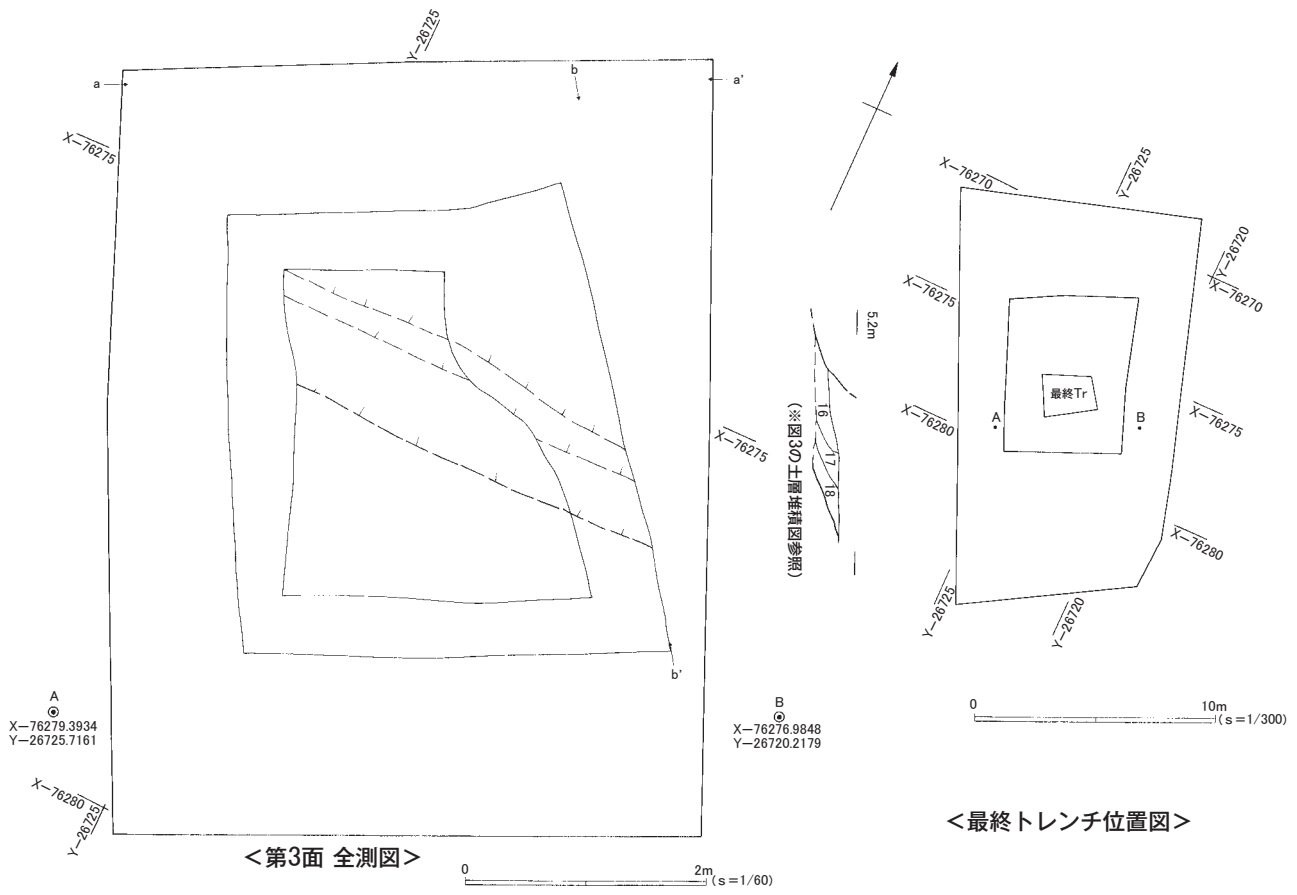 Y-26725
a
b
a'
X-76275
X-76275
b'
A
X-76279.3934
Y-26725.7161
B
X-76276.9848
Y-26720.2179
X-76280
Y-26725
<第3面 全測図>
0 2m (s=1/60)
5.2m
16
17
18
(※図3の土層堆積図参照)
X-76270
Y-26725
Y-26720
X-76270
X-76275
最終Tr
A
B
X-76280
X-76275
X-76280
Y-26725
Y-26720
0 10m (s=1/300)
<最終トレンチ位置図>